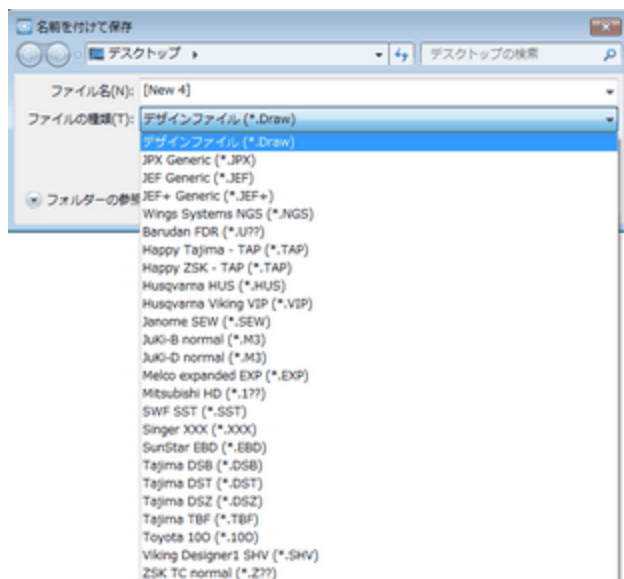 名前を付けて保存
デスクトップ
デスクトップの検索
ファイル名(N): [New 4]
ファイルの種類(T): デザインファイル (*.Draw)
デザインファイル (*.Draw)
JPX Generic (*.JPX)
JEF Generic (*.JEF)
フォルダーの参照 JEF+ Generic (*.JEF+)
Wings Systems NGS (*.NGS)
Barudan FDR (*.U??)
Happy Tajima - TAP (*.TAP)
Happy ZSK - TAP (*.TAP)
Husqvarna HUS (*.HUS)
Husqvarna Viking VIP (*.VIP)
Janome SEW (*.SEW)
JuKi-B normal (*.M3)
JuKi-D normal (*.M3)
Melco expanded EXP (*.EXP)
Mitsubishi HD (*.1??)
SWF SST (*.SST)
Singer XXX (*.XXX)
SunStar EBD (*.EBD)
Tajima DSB (*.DSB)
Tajima DST (*.DST)
Tajima DSZ (*.DSZ)
Tajima TBF (*.TBF)
Toyota 100 (*.100)
Viking Designer1 SHV (*.SHV)
ZSK TC normal (*.Z??)